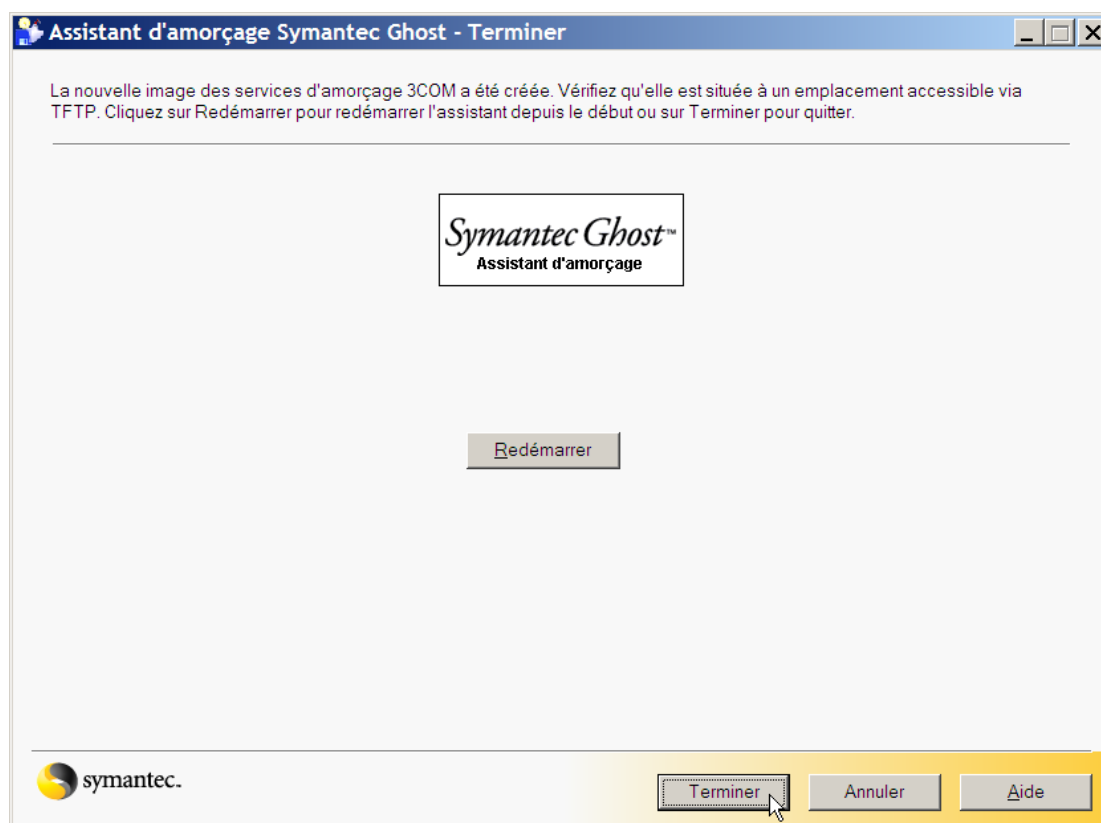 Assistant d'amorçage Symantec Ghost - Terminer
La nouvelle image des services d'amorçage 3COM a été créée. Vérifiez qu'elle est située à un emplacement accessible via
TFTP. Cliquez sur Redémarrer pour redémarrer l'assistant depuis le début ou sur Terminer pour quitter.
Symantec Ghost™
Assistant d'amorçage
Redémarrer
symantec™
Terminer
Annuler
Aide